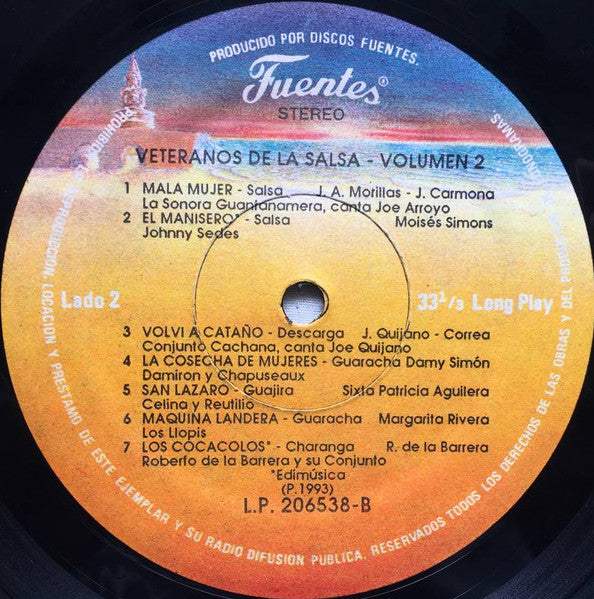 PRODUCIDO POR DISCOS FUENTES.
Fuentes®
STEREO
VETERANOS DE LA SALSA - VOLUMEN 2
1 MALA MUJER - Salsa J. A. Morillas - J. Carmona
La Sonora Guantanamera, canta Joe Arroyo
2 EL MANISERO* - Salsa Moisés Simons
Johnny Sedes
Lado 2
33 1/3 Long Play
3 VOLVI A CATAÑO - Descarga J. Quijano - Correa
Conjunto Cachana, canta Joe Quijano
4 LA COSECHA DE MUJERES - Guaracha Damy Simón
Damiron y Chapuseaux
5 SAN LAZARO - Guajira Sixta Patricia Aguilera
Celina y Reutilio
6 MAQUINA LANDERA - Guaracha Margarita Rivera
Los Llopis
7 LOS COCACOLOS* - Charanga R. de la Barrera
Roberto de la Barrera y su Conjunto
*Edimúsica
(P.1993)
L.P. 206538-B
REPRODUCCION, LOCACION Y PRESTAMO DE ESTE EJEMPLAR Y SU RADIO DIFUSION PUBLICA. RESERVADOS TODOS LOS DERECHOS DE LAS OBRAS Y DEL